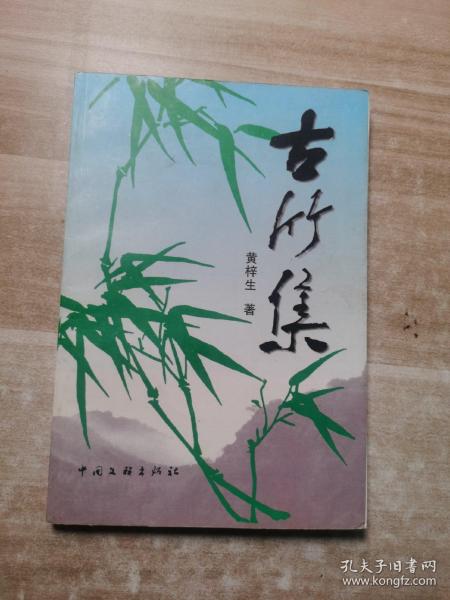 古竹集
黄梓生 著
中国文联出版社
孔夫子旧书网
www.kongfz.com